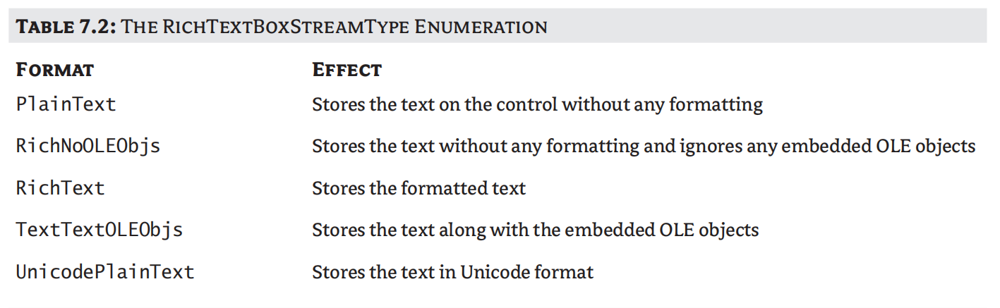 TABLE 7.2: THE RICHTEXTBOXSTREAMTYPE ENUMERATION
FORMAT EFFECT
PlainText Stores the text on the control without any formatting
RichNoOLEObjs Stores the text without any formatting and ignores any embedded OLE objects
RichText Stores the formatted text
TextTextOLEObjs Stores the text along with the embedded OLE objects
UnicodePlainText Stores the text in Unicode format